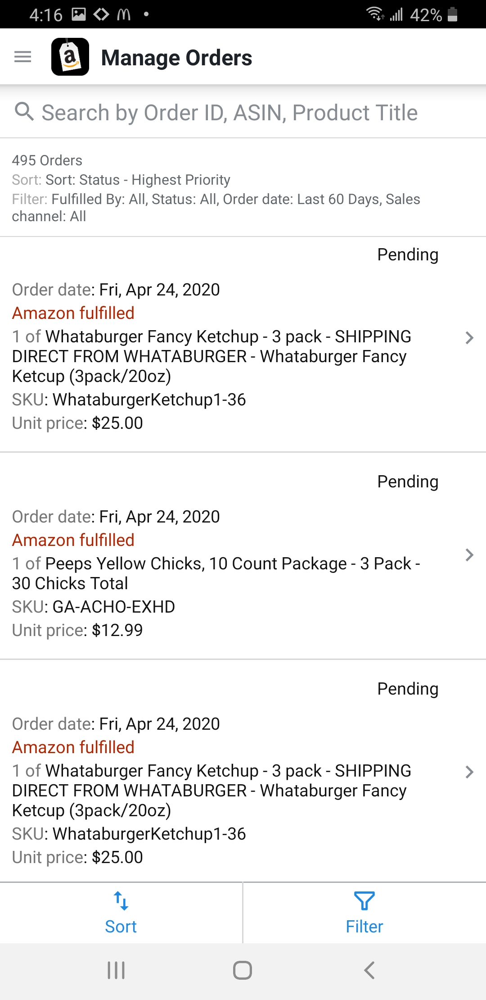 4:16
42%
a
Manage Orders
Search by Order ID, ASIN, Product Title
495 Orders
Sort: Sort: Status - Highest Priority
Filter: Fulfilled By: All, Status: All, Order date: Last 60 Days, Sales
channel: All
Pending
Order date: Fri, Apr 24, 2020
Amazon fulfilled
1 of Whataburger Fancy Ketchup - 3 pack - SHIPPING
DIRECT FROM WHATABURGER - Whataburger Fancy
Ketcup (3pack/20oz)
SKU: WhataburgerKetchup1-36
Unit price: $25.00
Pending
Order date: Fri, Apr 24, 2020
Amazon fulfilled
1 of Peeps Yellow Chicks, 10 Count Package - 3 Pack -
30 Chicks Total
SKU: GA-ACHO-EXHD
Unit price: $12.99
Pending
Order date: Fri, Apr 24, 2020
Amazon fulfilled
1 of Whataburger Fancy Ketchup - 3 pack - SHIPPING
DIRECT FROM WHATABURGER - Whataburger Fancy
Ketcup (3pack/20oz)
SKU: WhataburgerKetchup1-36
Unit price: $25.00
Sort
Filter